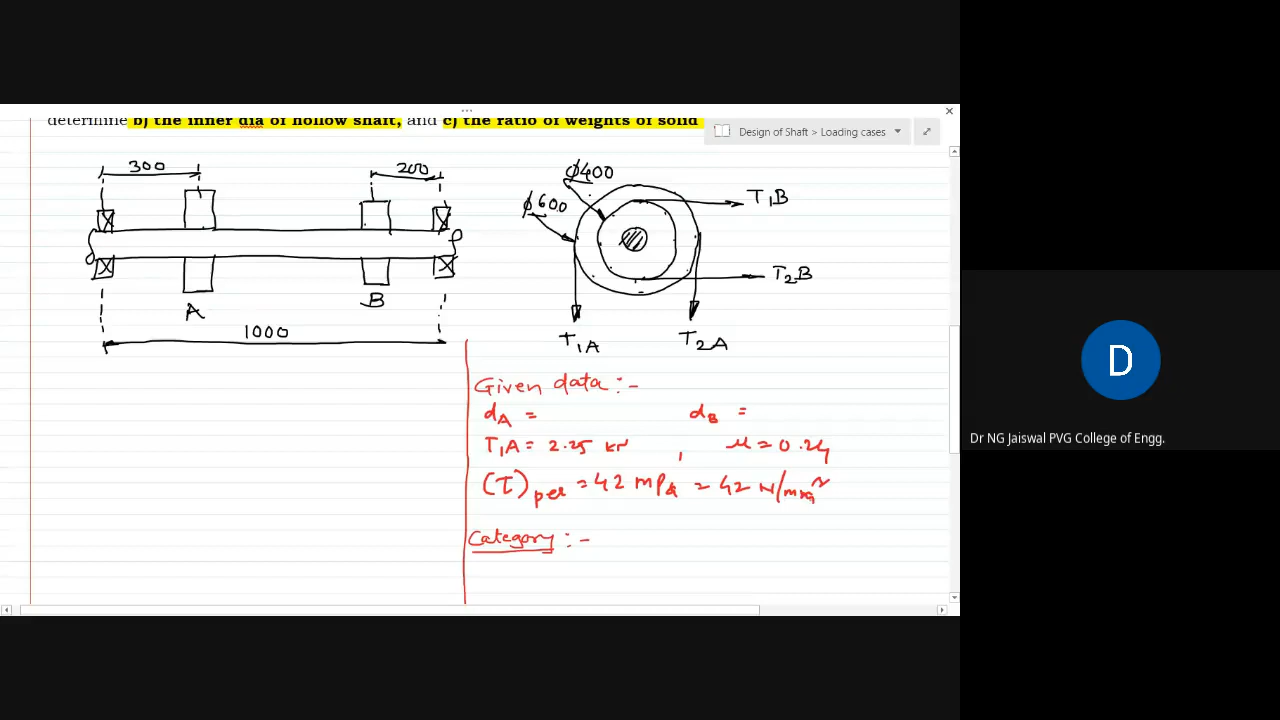 determine b) the inner dia of hollow shaft, and c) the ratio of weights of solid
Design of Shaft > Loading cases
300
200
A
B
1000
φ400
φ600
T1B
T2B
T1A
T2A
Given data :-
dA = dB =
T1A = 2.25 kN , μ = 0.24
(τ)per = 42 mPa = 42 N/mm²
Category :-
D
Dr NG Jaiswal PVG College of Engg.